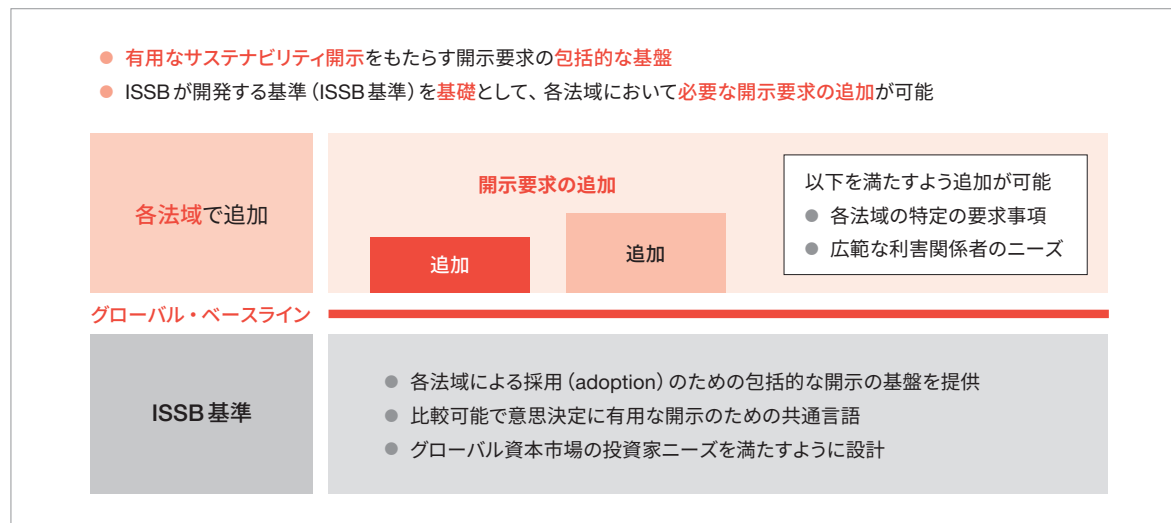 ● 有用なサステナビリティ開示をもたらす開示要求の包括的な基盤
● ISSBが開発する基準（ISSB基準）を基礎として、各法域において必要な開示要求の追加が可能
各法域で追加
開示要求の追加
追加
追加
以下を満たすよう追加が可能
● 各法域の特定の要求事項
● 広範な利害関係者のニーズ
グローバル・ベースライン
ISSB基準
● 各法域による採用（adoption）のための包括的な開示の基盤を提供
● 比較可能で意思決定に有用な開示のための共通言語
● グローバル資本市場の投資家ニーズを満たすように設計